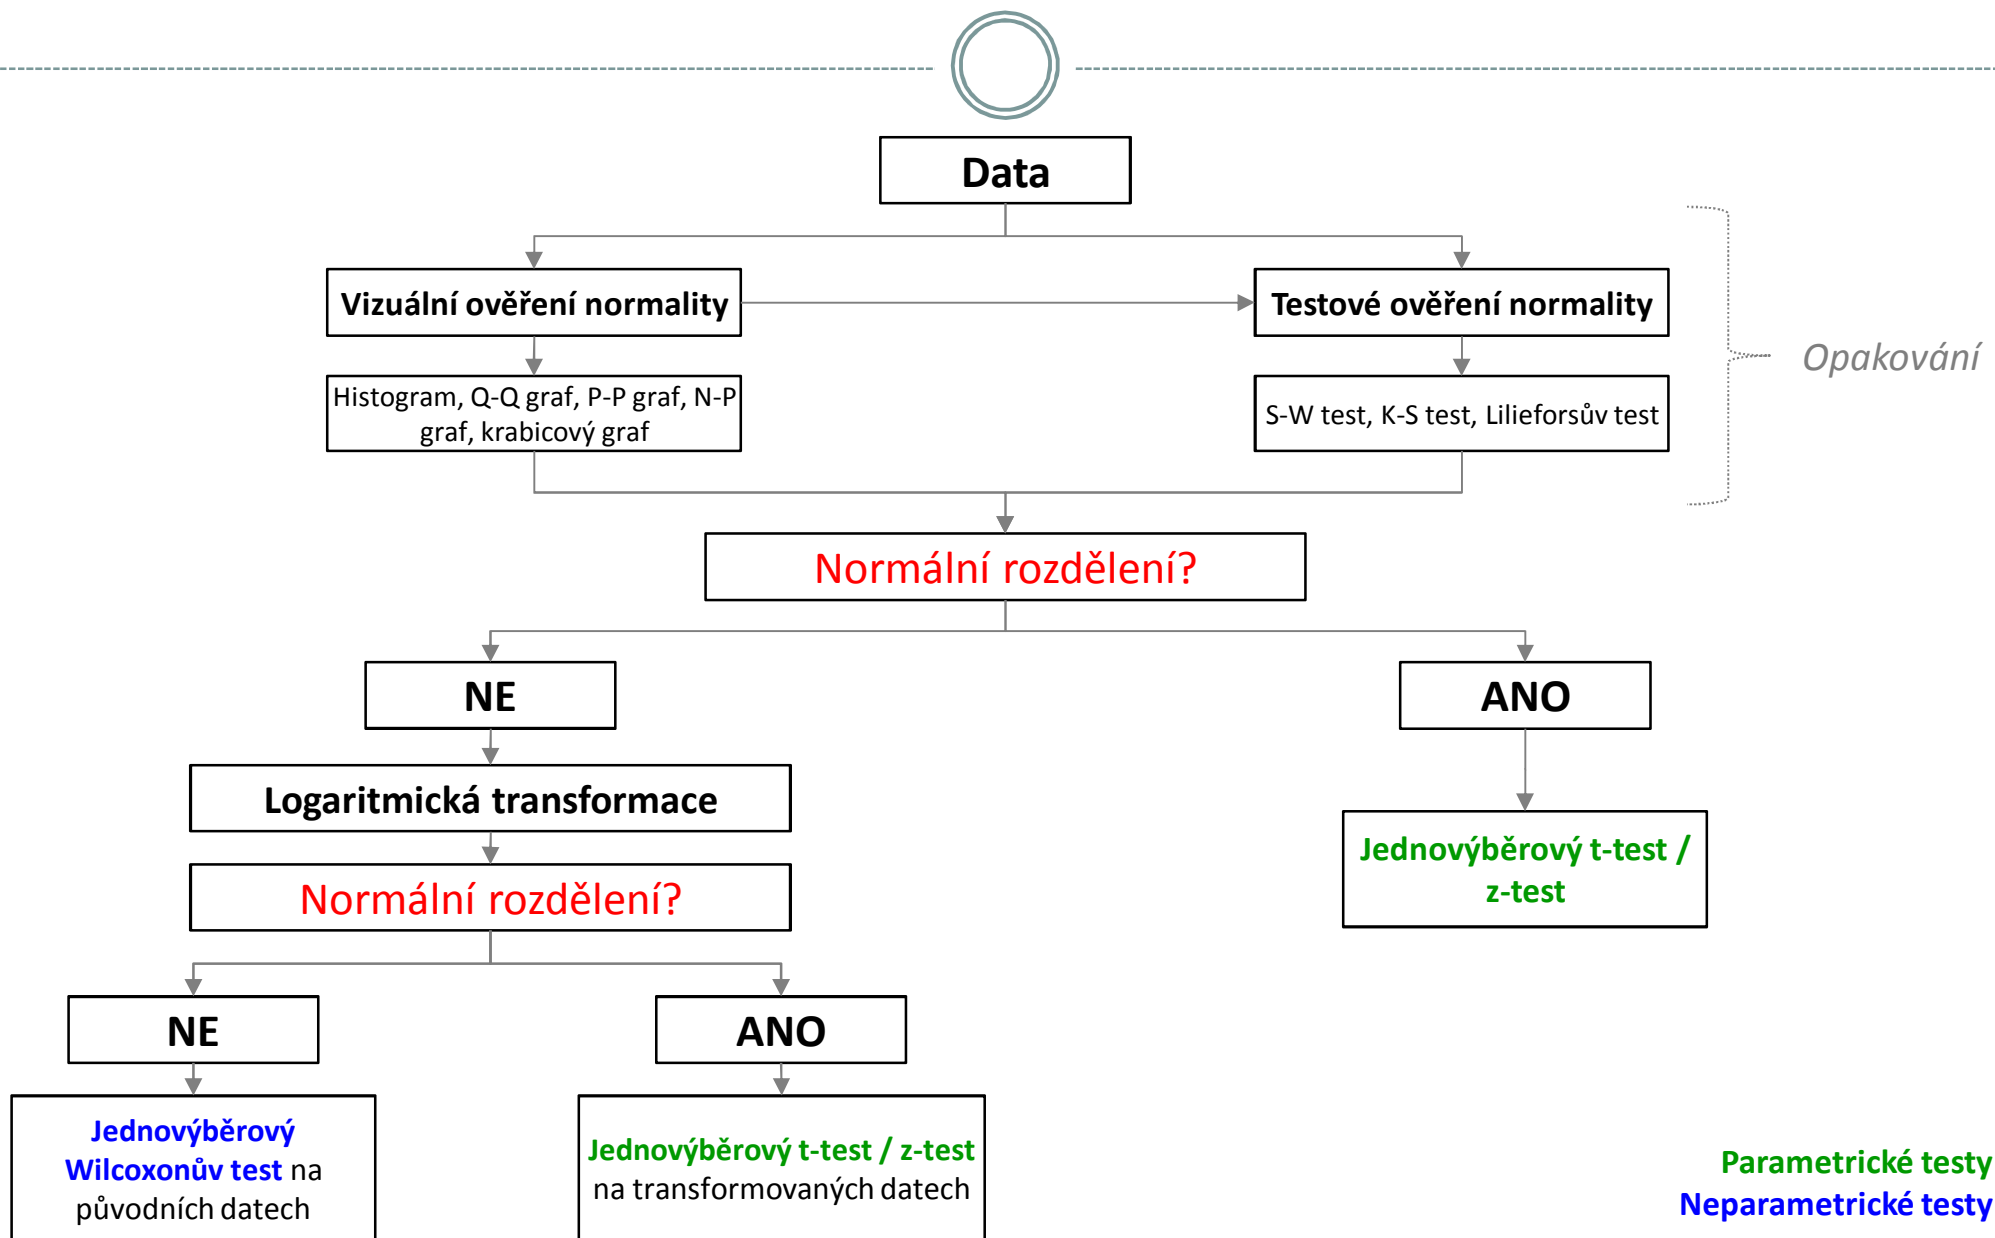 Data
Vizuální ověření normality
Testové ověření normality
Histogram, Q-Q graf, P-P graf, N-P
graf, krabicový graf
S-W test, K-S test, Lilieforsův test
Opakování
Normální rozdělení?
NE
ANO
Logaritmická transformace
Jednovýběrový t-test /
z-test
Normální rozdělení?
NE
ANO
Jednovýběrový
Wilcoxonův test na
původních datech
Jednovýběrový t-test / z-test
na transformovaných datech
Parametrické testy
Neparametrické testy